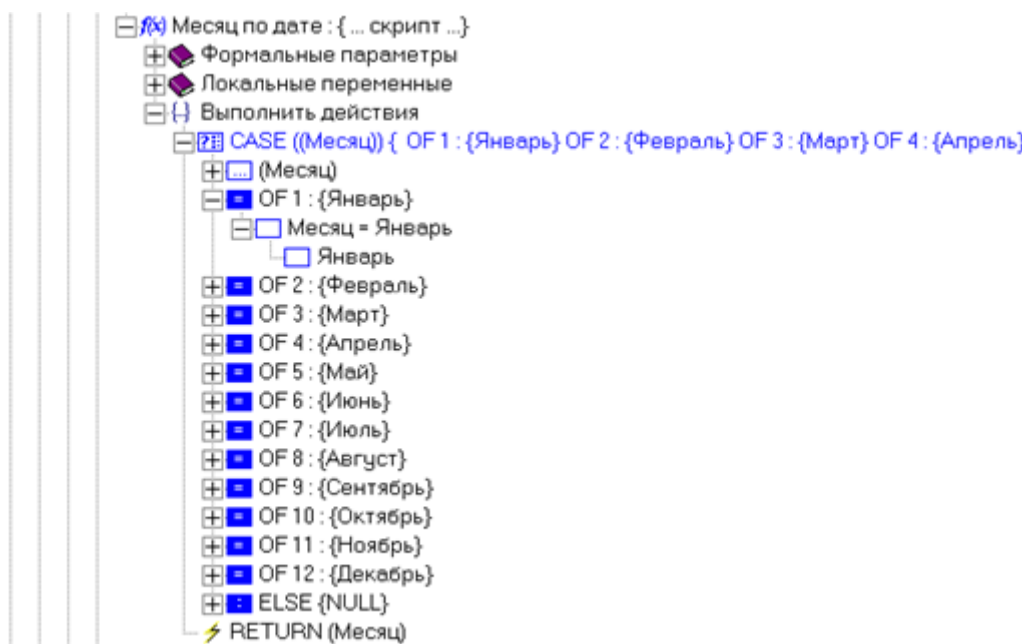 f(x) Месяц по дате : { ... скрипт ...}
Формальные параметры
Локальные переменные
{} Выполнить действия
CASE ((Месяц)) { OF 1 : {Январь} OF 2 : {Февраль} OF 3 : {Март} OF 4 : {Апрель}
... (Месяц)
= OF 1 : {Январь}
Месяц = Январь
Январь
= OF 2 : {Февраль}
= OF 3 : {Март}
= OF 4 : {Апрель}
= OF 5 : {Май}
= OF 6 : {Июнь}
= OF 7 : {Июль}
= OF 8 : {Август}
= OF 9 : {Сентябрь}
= OF 10 : {Октябрь}
= OF 11 : {Ноябрь}
= OF 12 : {Декабрь}
: ELSE {NULL}
RETURN (Месяц)